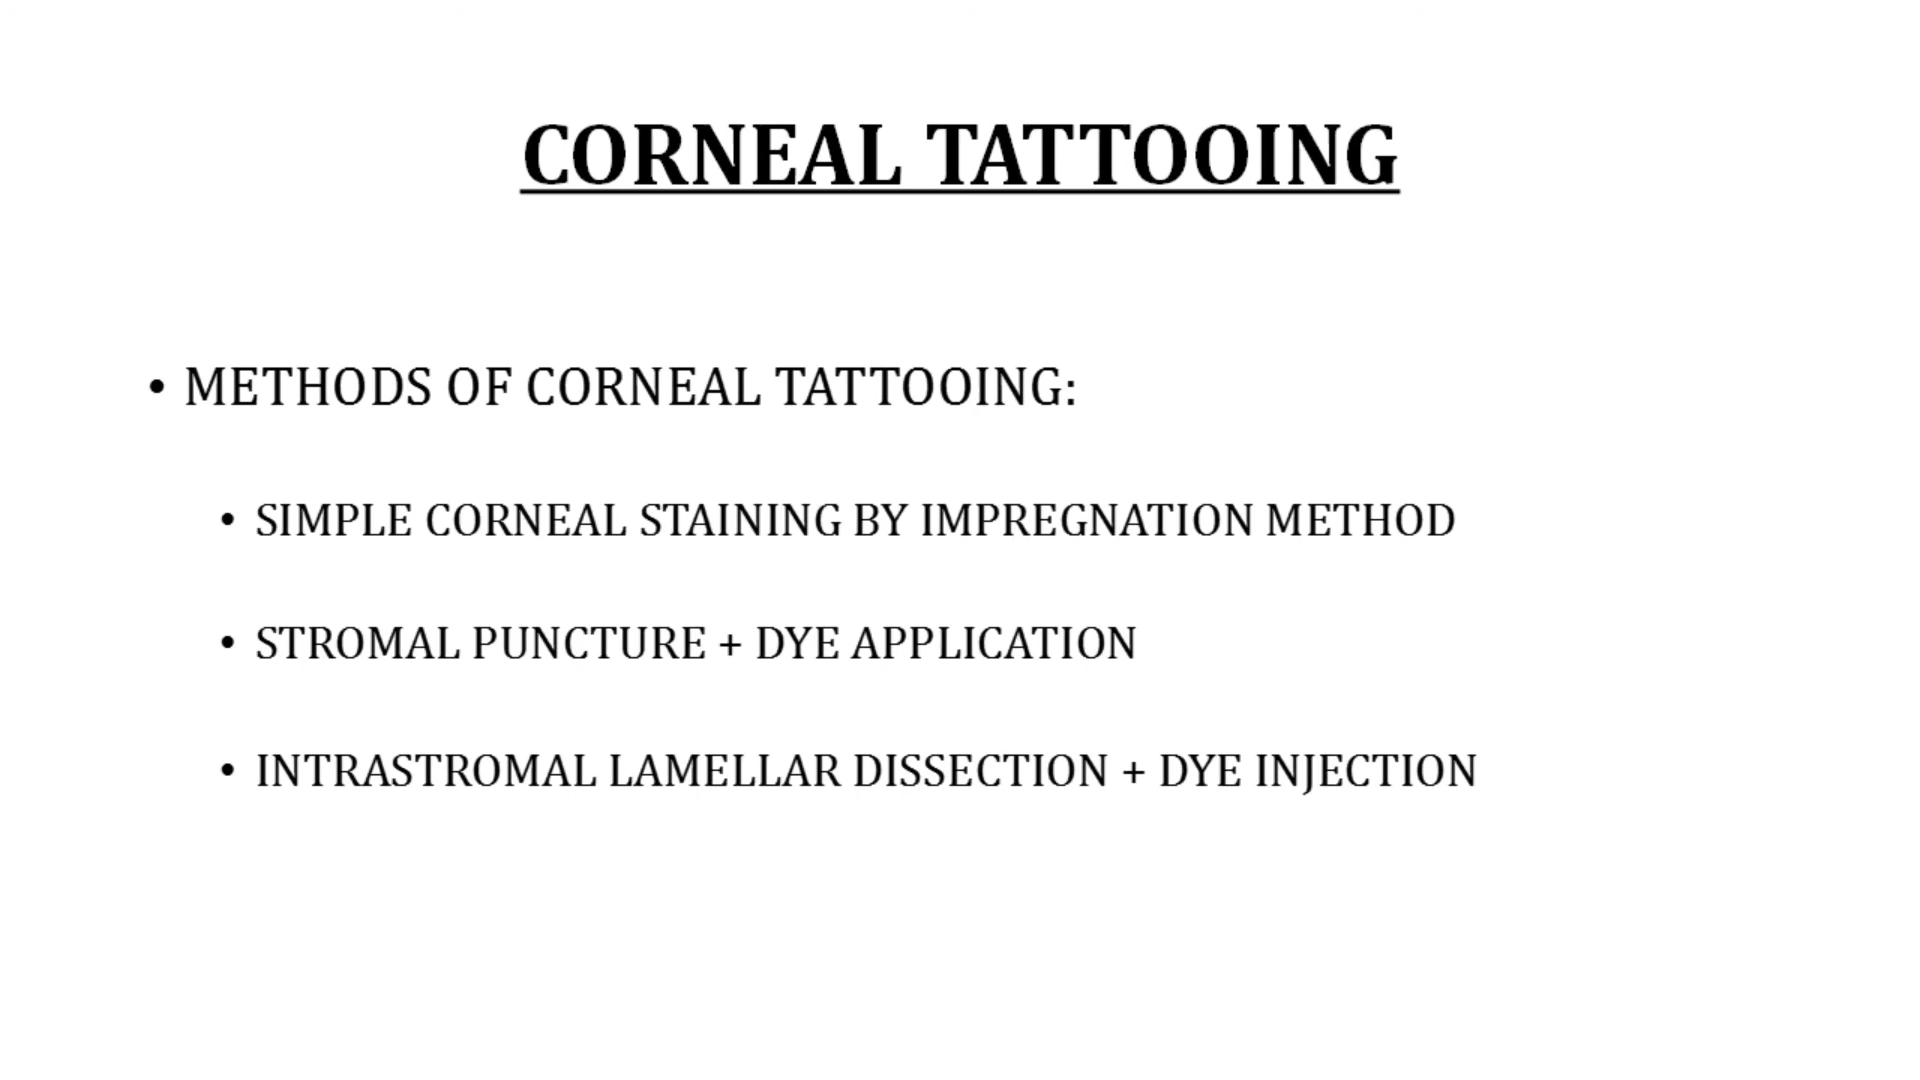 CORNEAL TATTOOING
• METHODS OF CORNEAL TATTOOING:
• SIMPLE CORNEAL STAINING BY IMPREGNATION METHOD
• STROMAL PUNCTURE + DYE APPLICATION
• INTRASTROMAL LAMELLAR DISSECTION + DYE INJECTION